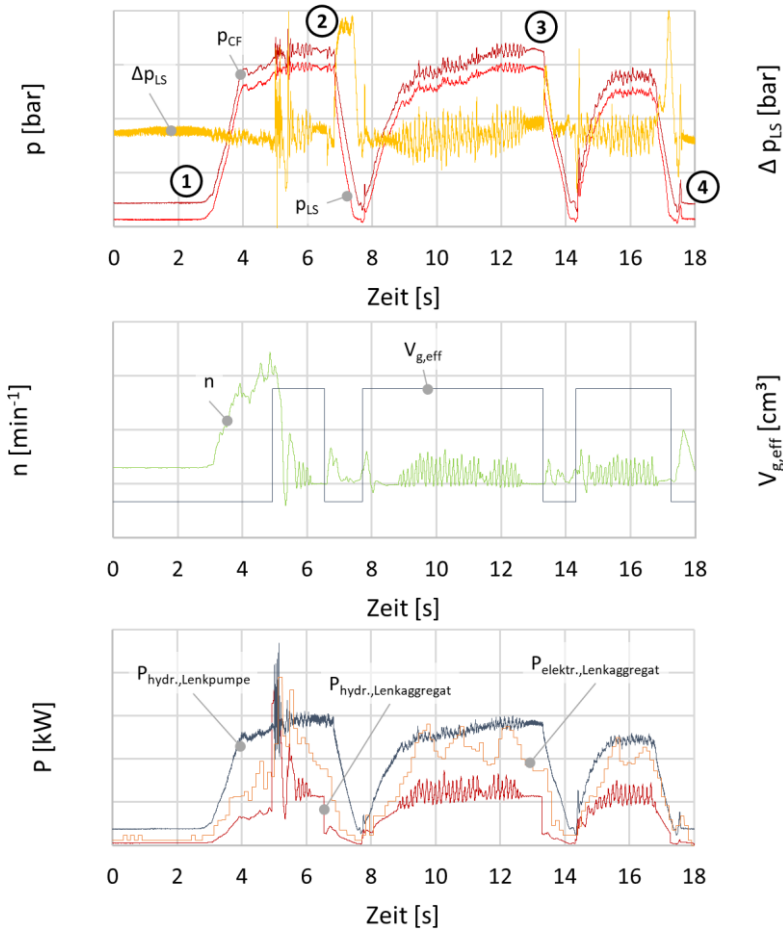 2
3
p_CF
Δp_LS
p [bar]
Δ p_LS [bar]
1
p_LS
4
0 2 4 6 8 10 12 14 16 18
Zeit [s]
V_g,eff
n
n [min⁻¹]
V_g,eff [cm³]
0 2 4 6 8 10 12 14 16 18
Zeit [s]
P_hydr.,Lenkpumpe
P_hydr.,Lenkaggregat
P_elektr.,Lenkaggregat
P [kW]
0 2 4 6 8 10 12 14 16 18
Zeit [s]